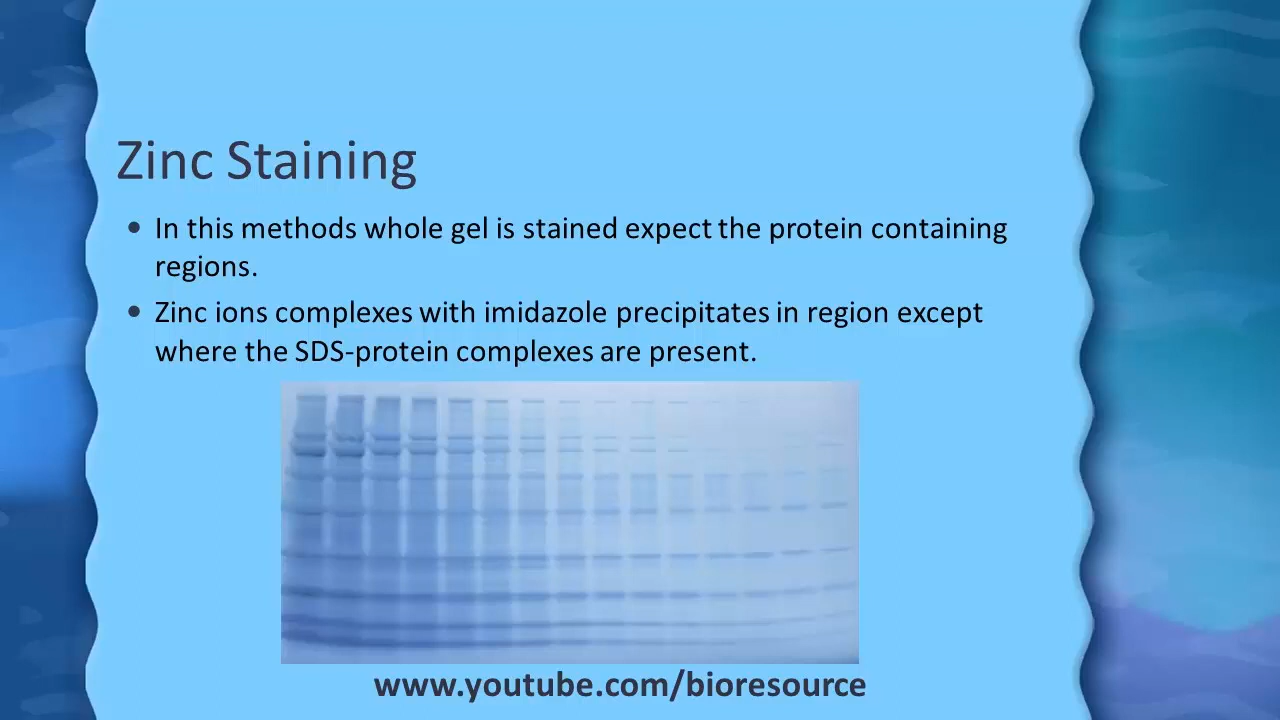 Zinc Staining
• In this methods whole gel is stained expect the protein containing
regions.
• Zinc ions complexes with imidazole precipitates in region except
where the SDS-protein complexes are present.
www.youtube.com/bioresource